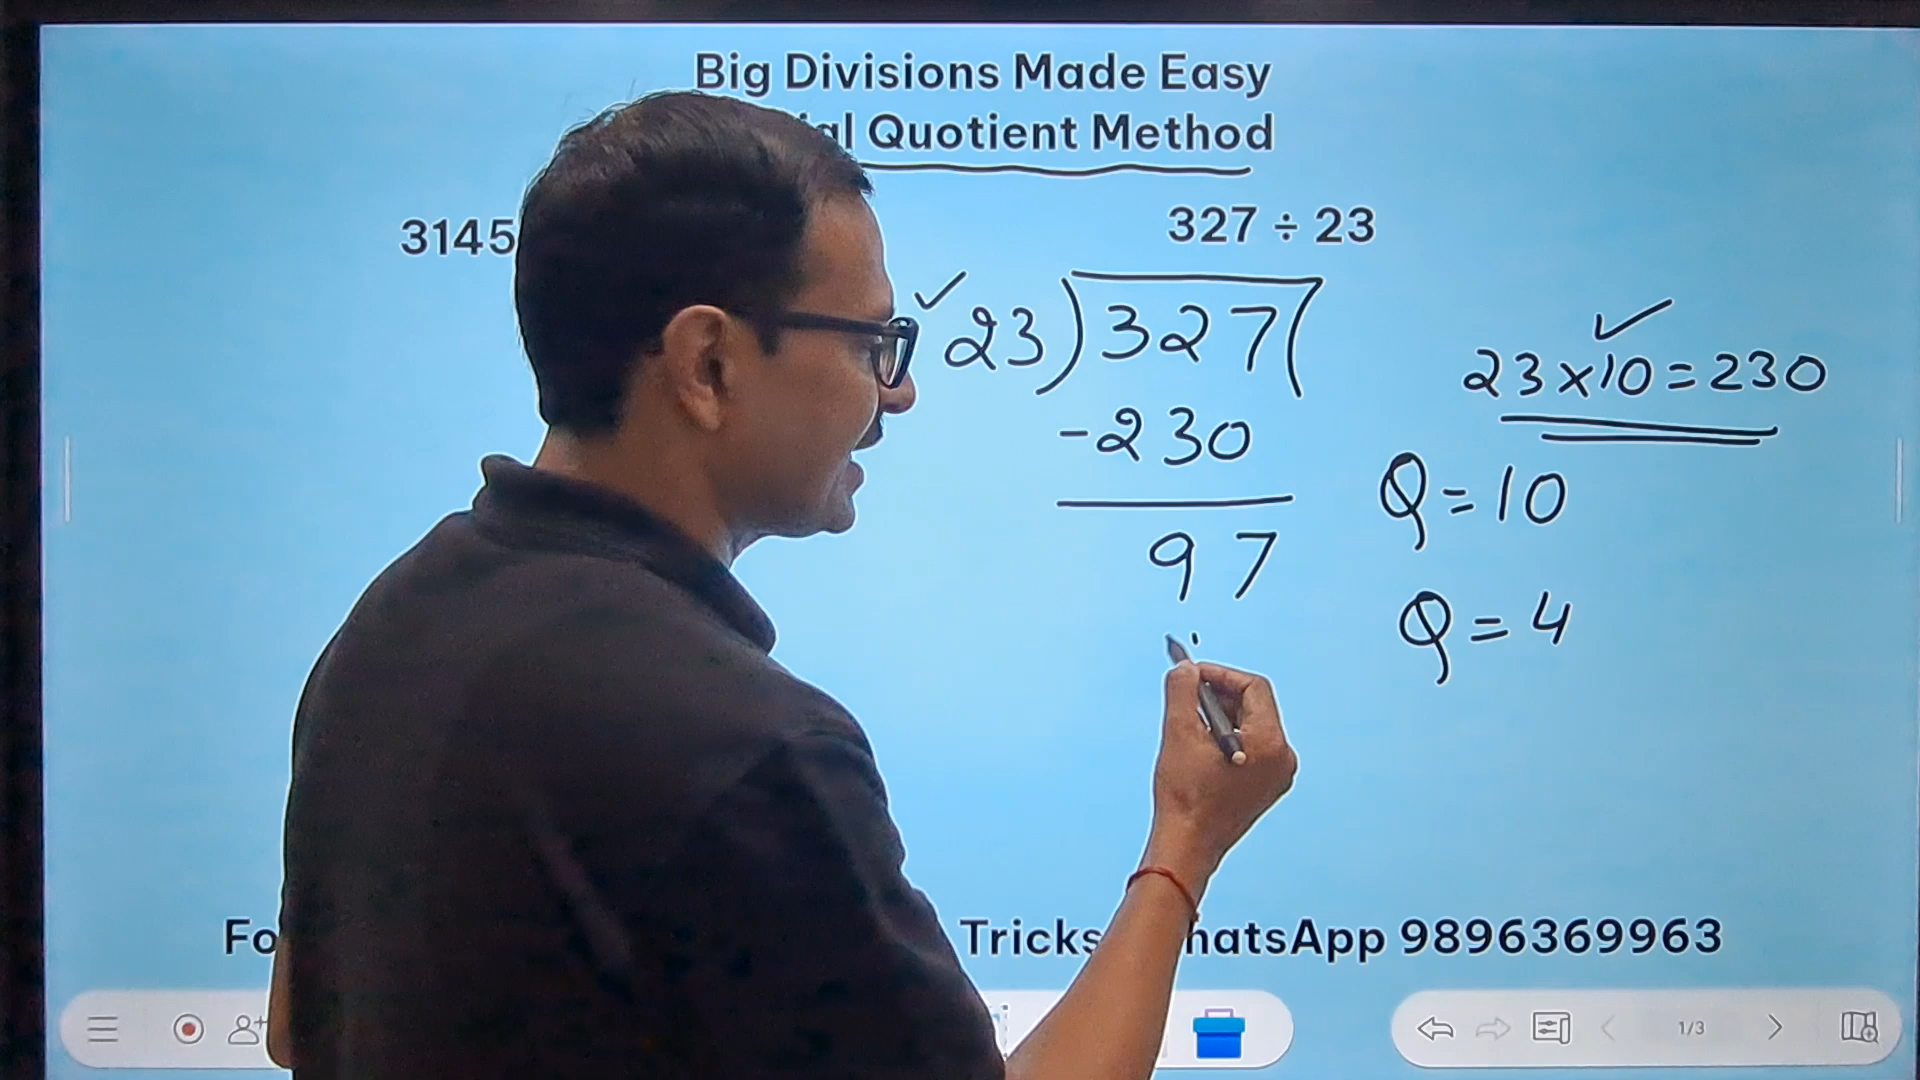 Big Divisions Made Easy
Quotient Method
3145
327 ÷ 23
✓ 23)327(
-230
97
23×10=230
Q=10
Q=4
Tricks
WhatsApp 9896369963
1/3